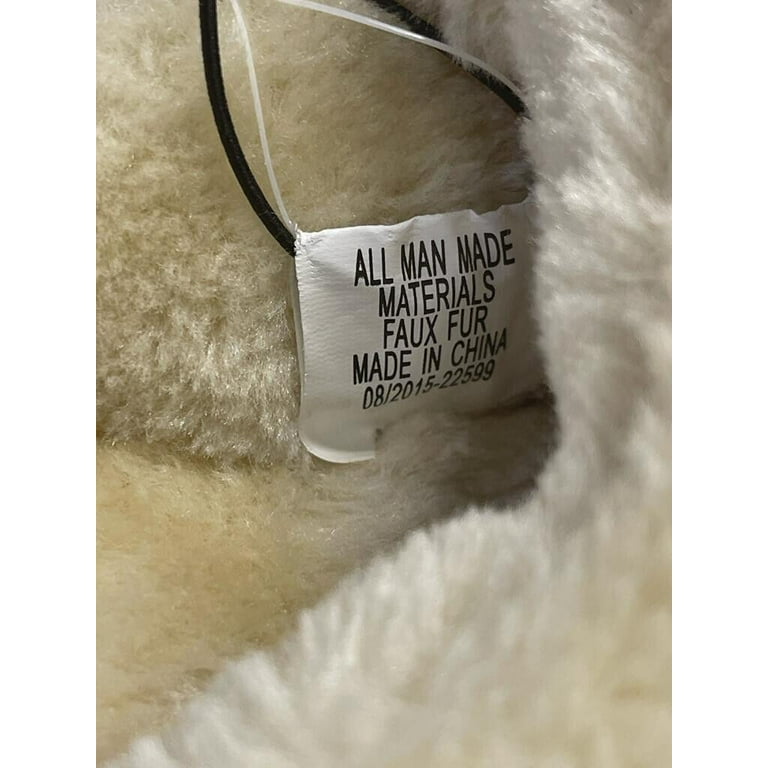 ALL MAN MADE
MATERIALS
FAUX FUR
MADE IN CHINA
08/2015-22599